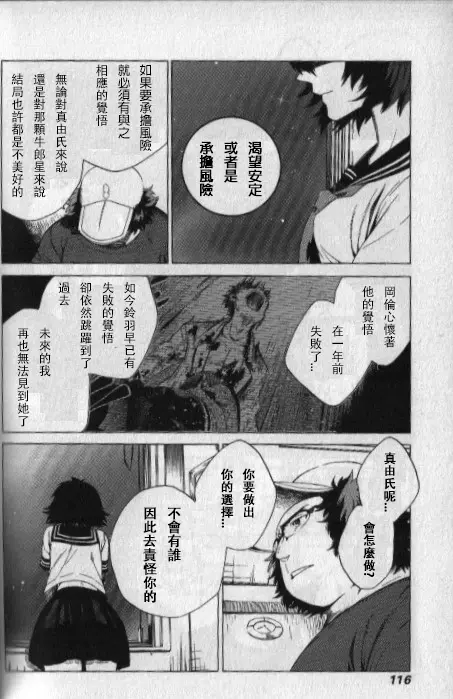 渴望安定
或者是
承擔風險
如果要承擔風險
就必須有與之
相應的覺悟
無論對真由氏來說
還是對那顆牛郎星來說
結局也許都是不美好的
岡倫心懷著
他的覺悟
在一年前
失敗了…
如今鈴羽早已有
失敗的覺悟
卻依然跳躍到了
過去
未來的我
再也無法見到她了
真由氏呢…
會怎麼做?
你要做出
你的選擇…
不會有誰
因此去責怪你的
116